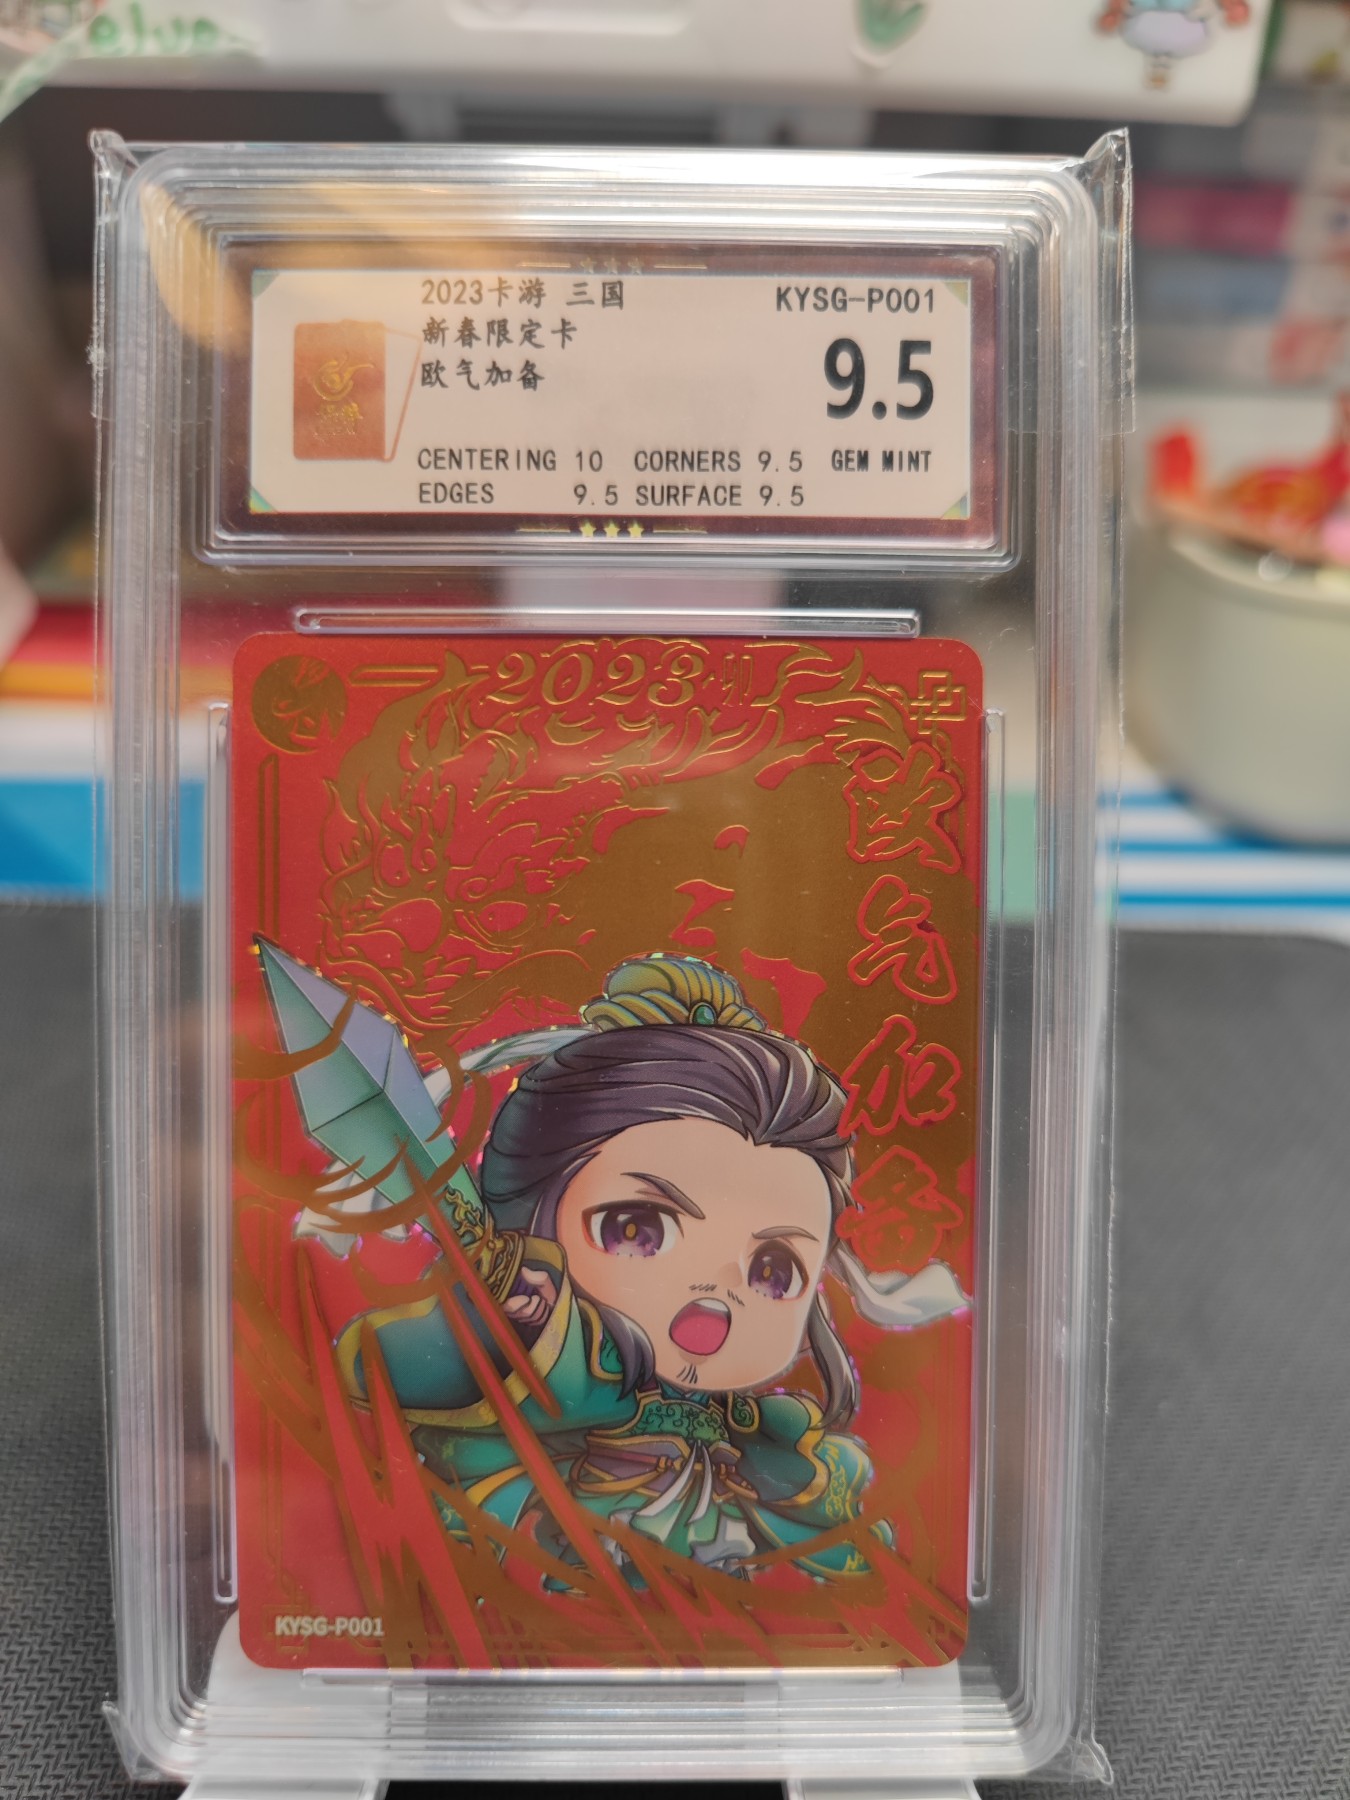 2023卡游 三国
KYSG-P001
新春限定卡
欧气加备
9.5
CENTERING 10 CORNERS 9.5 GEM MINT
EDGES 9.5 SURFACE 9.5
2023
欧气加备
KYSG-P001